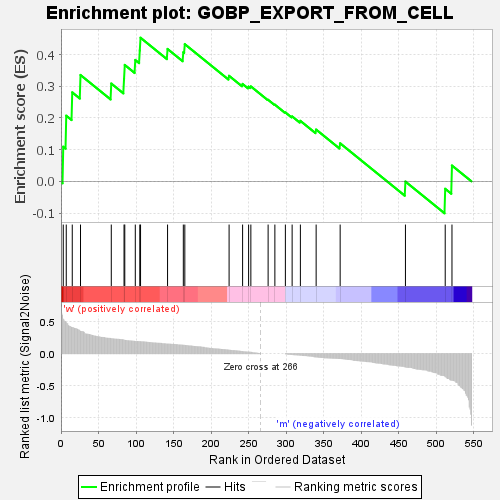 Enrichment plot: GOBP_EXPORT_FROM_CELL
Enrichment score (ES)
0.4
0.3
0.2
0.1
0.0
-0.1
'w' (positively correlated)
Ranked list metric (Signal2Noise)
0.5
0.0
-0.5
-1.0
Zero cross at 266
'm' (negatively correlated)
0 50 100 150 200 250 300 350 400 450 500 550
Rank in Ordered Dataset
Enrichment profile Hits Ranking metric scores